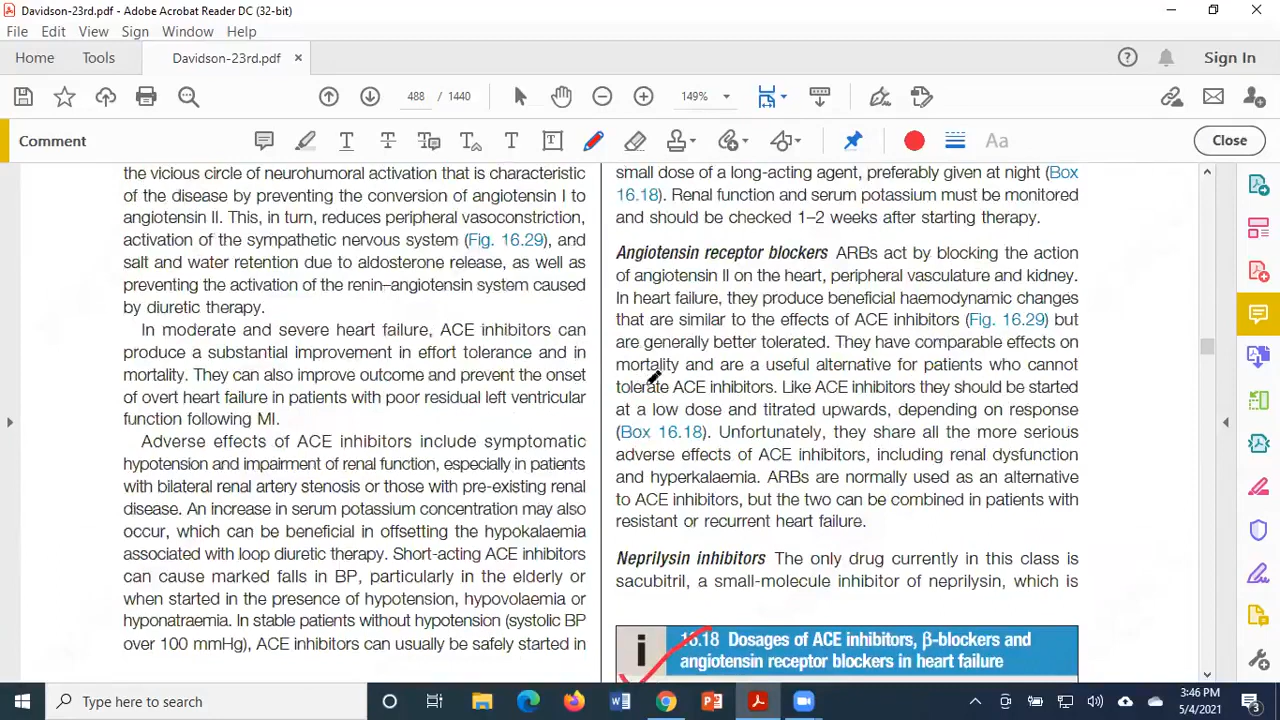 Davidson-23rd.pdf - Adobe Acrobat Reader DC (32-bit)
File Edit View Sign Window Help
Home Tools Davidson-23rd.pdf × Sign In
488 / 1440 149%
Comment Aa Close
the vicious circle of neurohumoral activation that is characteristic
of the disease by preventing the conversion of angiotensin I to
angiotensin II. This, in turn, reduces peripheral vasoconstriction,
activation of the sympathetic nervous system (Fig. 16.29), and
salt and water retention due to aldosterone release, as well as
preventing the activation of the renin–angiotensin system caused
by diuretic therapy.
In moderate and severe heart failure, ACE inhibitors can
produce a substantial improvement in effort tolerance and in
mortality. They can also improve outcome and prevent the onset
of overt heart failure in patients with poor residual left ventricular
function following MI.
Adverse effects of ACE inhibitors include symptomatic
hypotension and impairment of renal function, especially in patients
with bilateral renal artery stenosis or those with pre-existing renal
disease. An increase in serum potassium concentration may also
occur, which can be beneficial in offsetting the hypokalaemia
associated with loop diuretic therapy. Short-acting ACE inhibitors
can cause marked falls in BP, particularly in the elderly or
when started in the presence of hypotension, hypovolaemia or
hyponatraemia. In stable patients without hypotension (systolic BP
over 100 mmHg), ACE inhibitors can usually be safely started in
small dose of a long-acting agent, preferably given at night (Box
16.18). Renal function and serum potassium must be monitored
and should be checked 1–2 weeks after starting therapy.
Angiotensin receptor blockers ARBs act by blocking the action
of angiotensin II on the heart, peripheral vasculature and kidney.
In heart failure, they produce beneficial haemodynamic changes
that are similar to the effects of ACE inhibitors (Fig. 16.29) but
are generally better tolerated. They have comparable effects on
mortality and are a useful alternative for patients who cannot
tolerate ACE inhibitors. Like ACE inhibitors they should be started
at a low dose and titrated upwards, depending on response
(Box 16.18). Unfortunately, they share all the more serious
adverse effects of ACE inhibitors, including renal dysfunction
and hyperkalaemia. ARBs are normally used as an alternative
to ACE inhibitors, but the two can be combined in patients with
resistant or recurrent heart failure.
Neprilysin inhibitors The only drug currently in this class is
sacubitril, a small-molecule inhibitor of neprilysin, which is
i 16.18 Dosages of ACE inhibitors, β-blockers and
angiotensin receptor blockers in heart failure
Type here to search
3:46 PM
5/4/2021
3